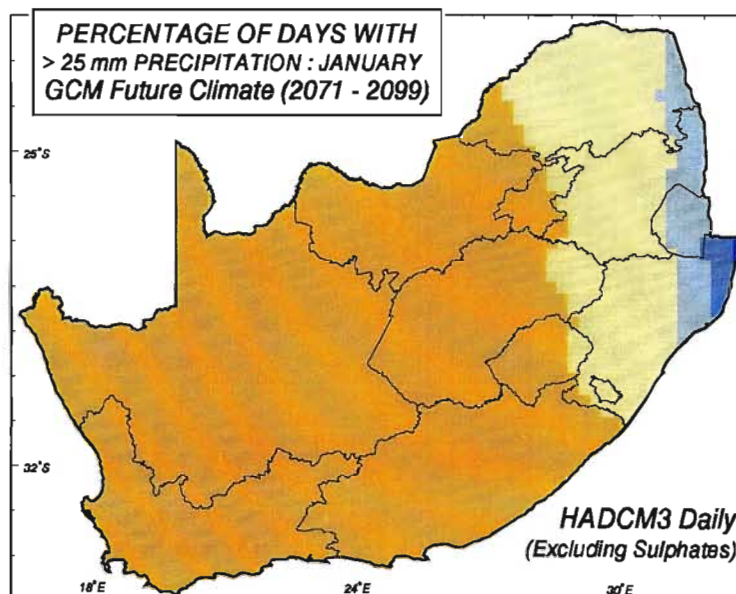 PERCENTAGE OF DAYS WITH
> 25 mm PRECIPITATION : JANUARY
GCM Future Climate (2071 - 2099)
25°S
32°S
HADCM3 Daily
(Excluding Sulphates)
18°E
24°E
30°E